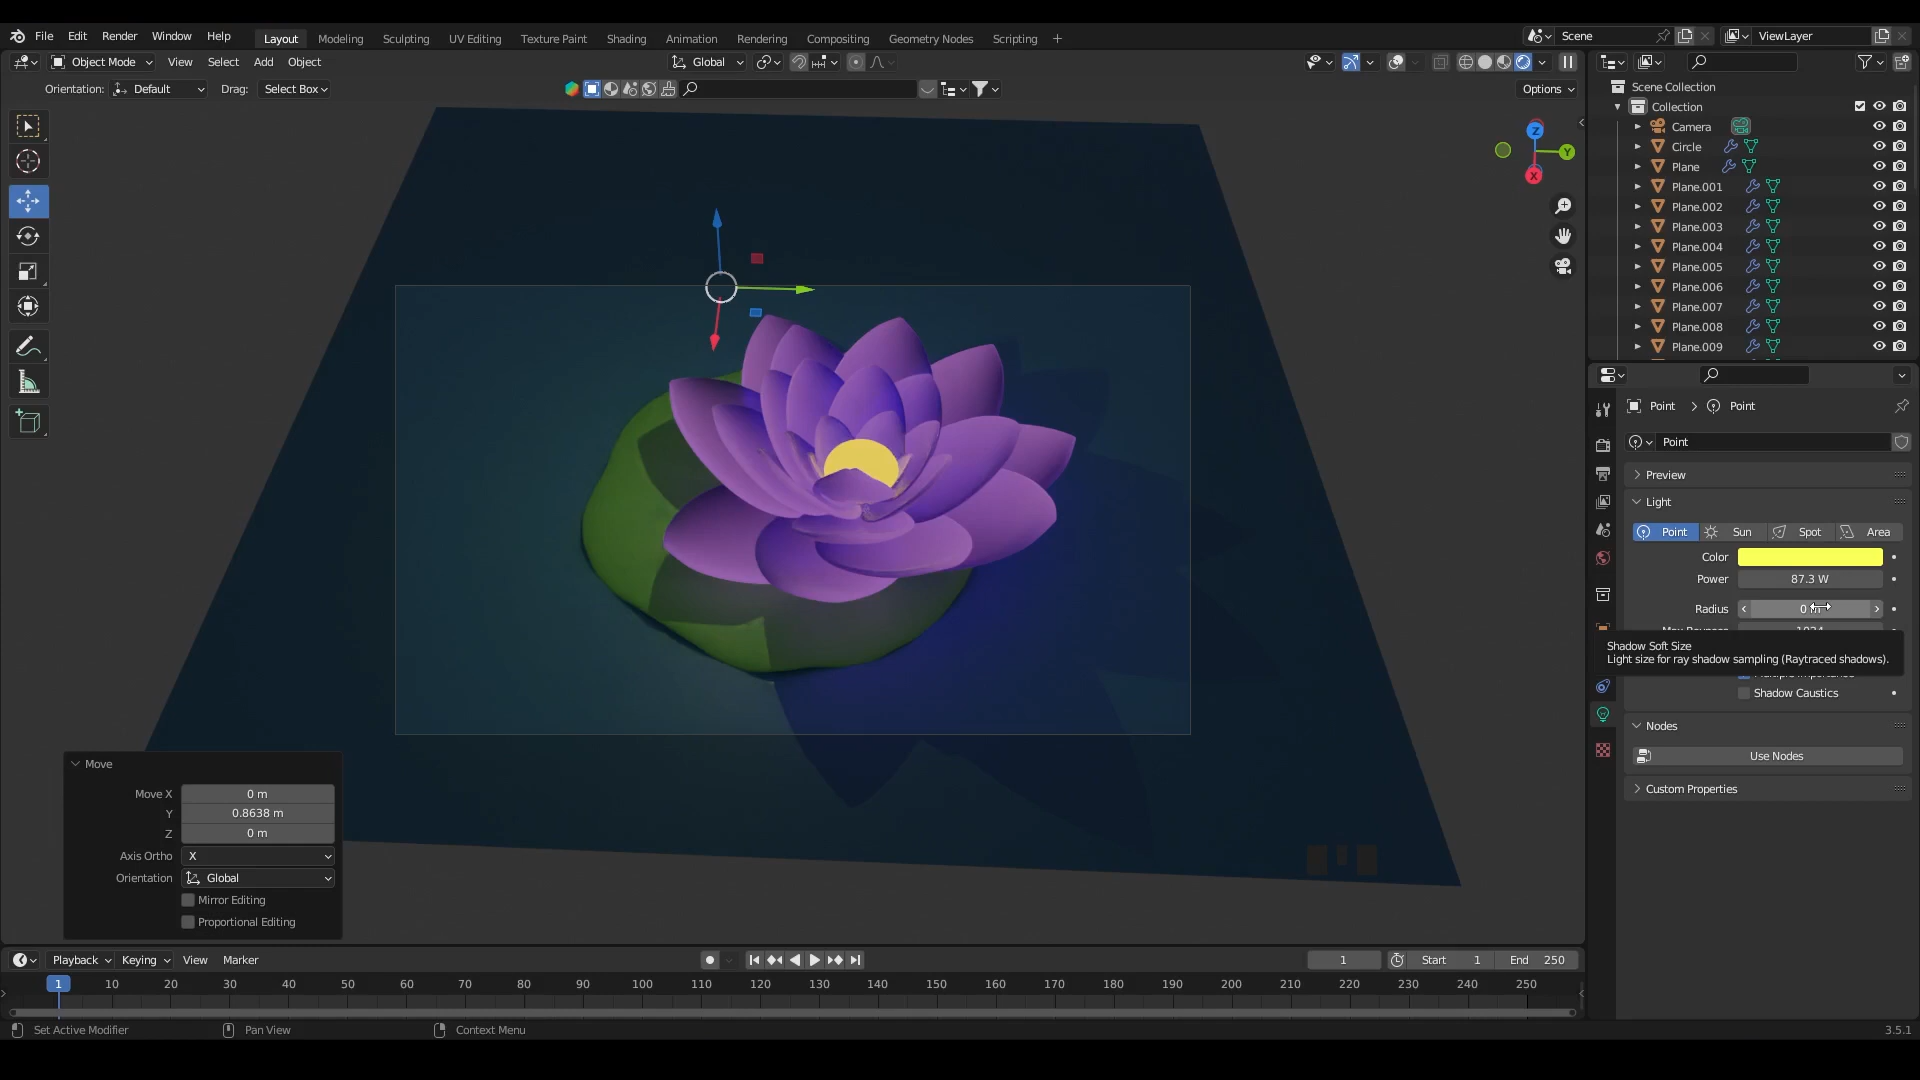 File Edit Render Window Help Layout Modeling Sculpting UV Editing Texture Paint Shading Animation Rendering Compositing Geometry Nodes Scripting + Scene ViewLayer
Object Mode View Select Add Object Global
Orientation: Default Drag: Select Box Options
Scene Collection
Collection
Camera
Circle
Plane
Plane.001
Plane.002
Plane.003
Plane.004
Plane.005
Plane.006
Plane.007
Plane.008
Plane.009
Z
Y
X
Point > Point
Point
Preview
Light
Point Sun Spot Area
Color
Power 87.3 W
Radius 0
Shadow Soft Size
Light size for ray shadow sampling (Raytraced shadows).
Shadow Caustics
Nodes
Use Nodes
Custom Properties
Move
Move X 0 m
Y 0.8638 m
Z 0 m
Axis Ortho X
Orientation Global
Mirror Editing
Proportional Editing
Playback Keying View Marker 1 Start 1 End 250
1 10 20 30 40 50 60 70 80 90 100 110 120 130 140 150 160 170 180 190 200 210 220 230 240 250
Set Active Modifier Pan View Context Menu 3.5.1